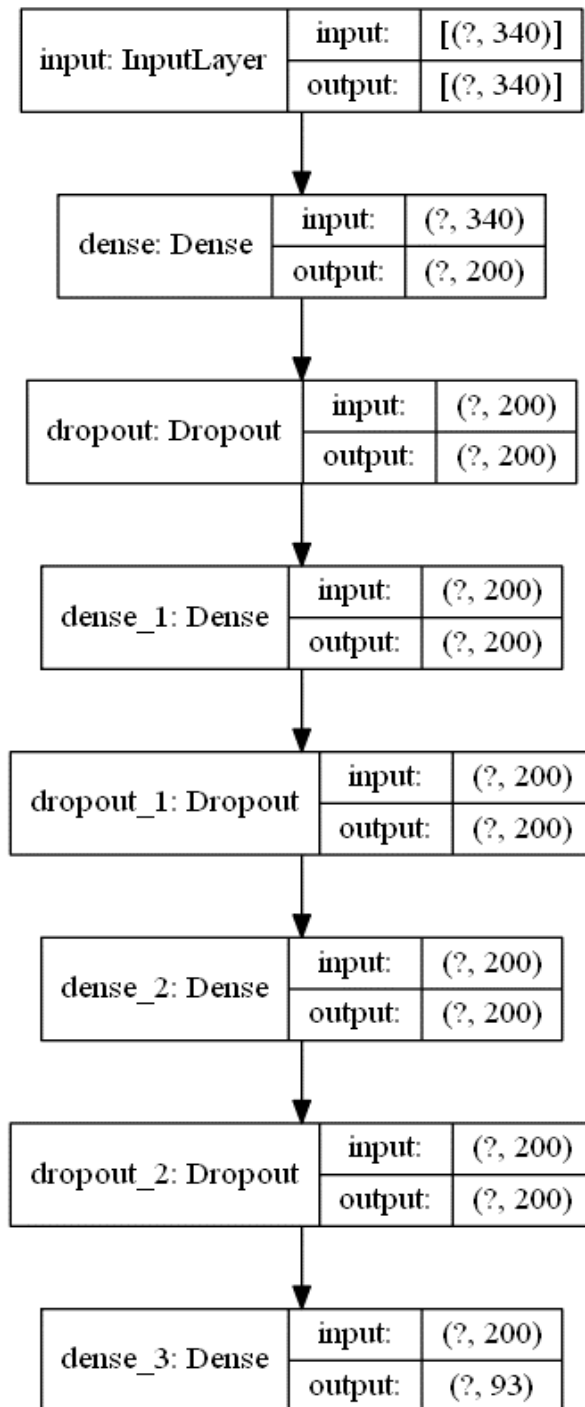 input: InputLayer input: [(?, 340)]
output: [(?, 340)]
dense: Dense input: (?, 340)
output: (?, 200)
dropout: Dropout input: (?, 200)
output: (?, 200)
dense_1: Dense input: (?, 200)
output: (?, 200)
dropout_1: Dropout input: (?, 200)
output: (?, 200)
dense_2: Dense input: (?, 200)
output: (?, 200)
dropout_2: Dropout input: (?, 200)
output: (?, 200)
dense_3: Dense input: (?, 200)
output: (?, 93)